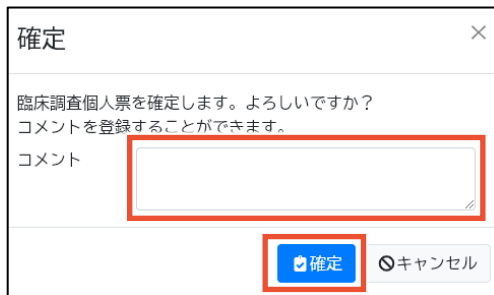 確定
×
臨床調査個人票を確定します。よろしいですか？
コメントを登録することができます。
コメント
確定
キャンセル